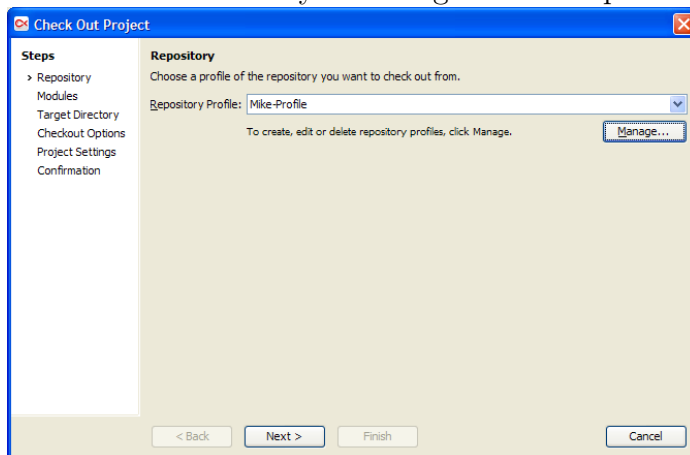 Check Out Project
Steps
> Repository
Modules
Target Directory
Checkout Options
Project Settings
Confirmation
Repository
Choose a profile of the repository you want to check out from.
Repository Profile: Mike-Profile
To create, edit or delete repository profiles, click Manage.
Manage...
< Back
Next >
Finish
Cancel